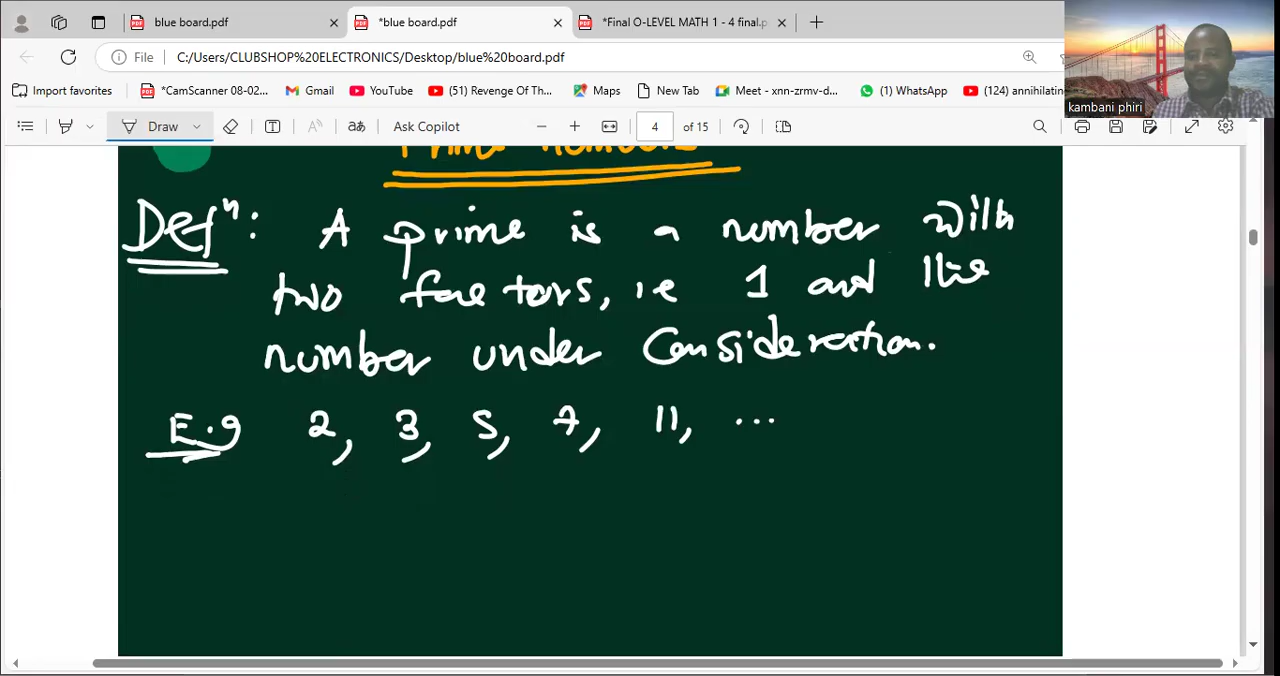 blue board.pdf
*blue board.pdf
*Final O-LEVEL MATH 1 - 4 final.p
File
C:/Users/CLUBSHOP%20ELECTRONICS/Desktop/blue%20board.pdf
Import favorites
*CamScanner 08-02...
Gmail
YouTube
(51) Revenge Of Th...
Maps
New Tab
Meet - xnn-zrmv-d...
(1) WhatsApp
(124) annihilating
kambani phiri
Draw
Ask Copilot
4 of 15
Prime numbers
Defⁿ: A prime is a number with
two factors, ie 1 and the
number under Consideration.
E.g 2, 3, 5, 7, 11, ...